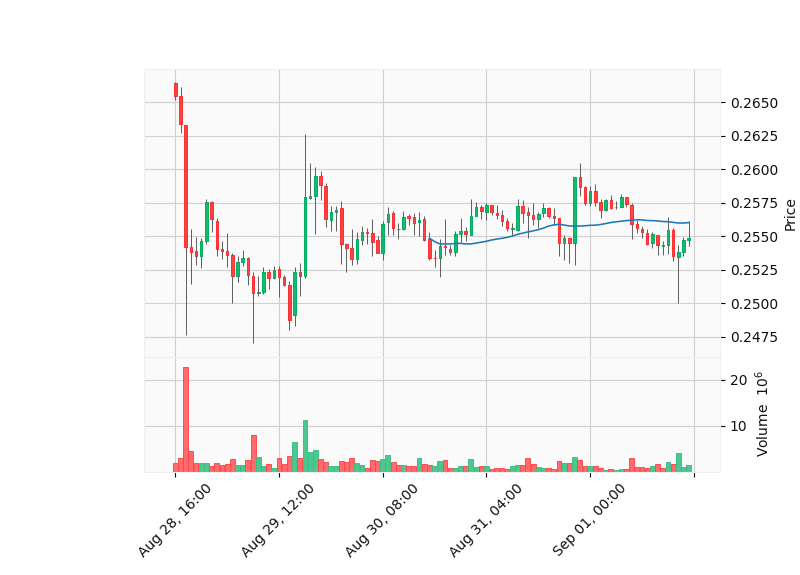 0.2650
0.2625
0.2600
0.2575
0.2550
0.2525
0.2500
0.2475
Price
20
10
Volume 10^6
Aug 28, 16:00
Aug 29, 12:00
Aug 30, 08:00
Aug 31, 04:00
Sep 01, 00:00